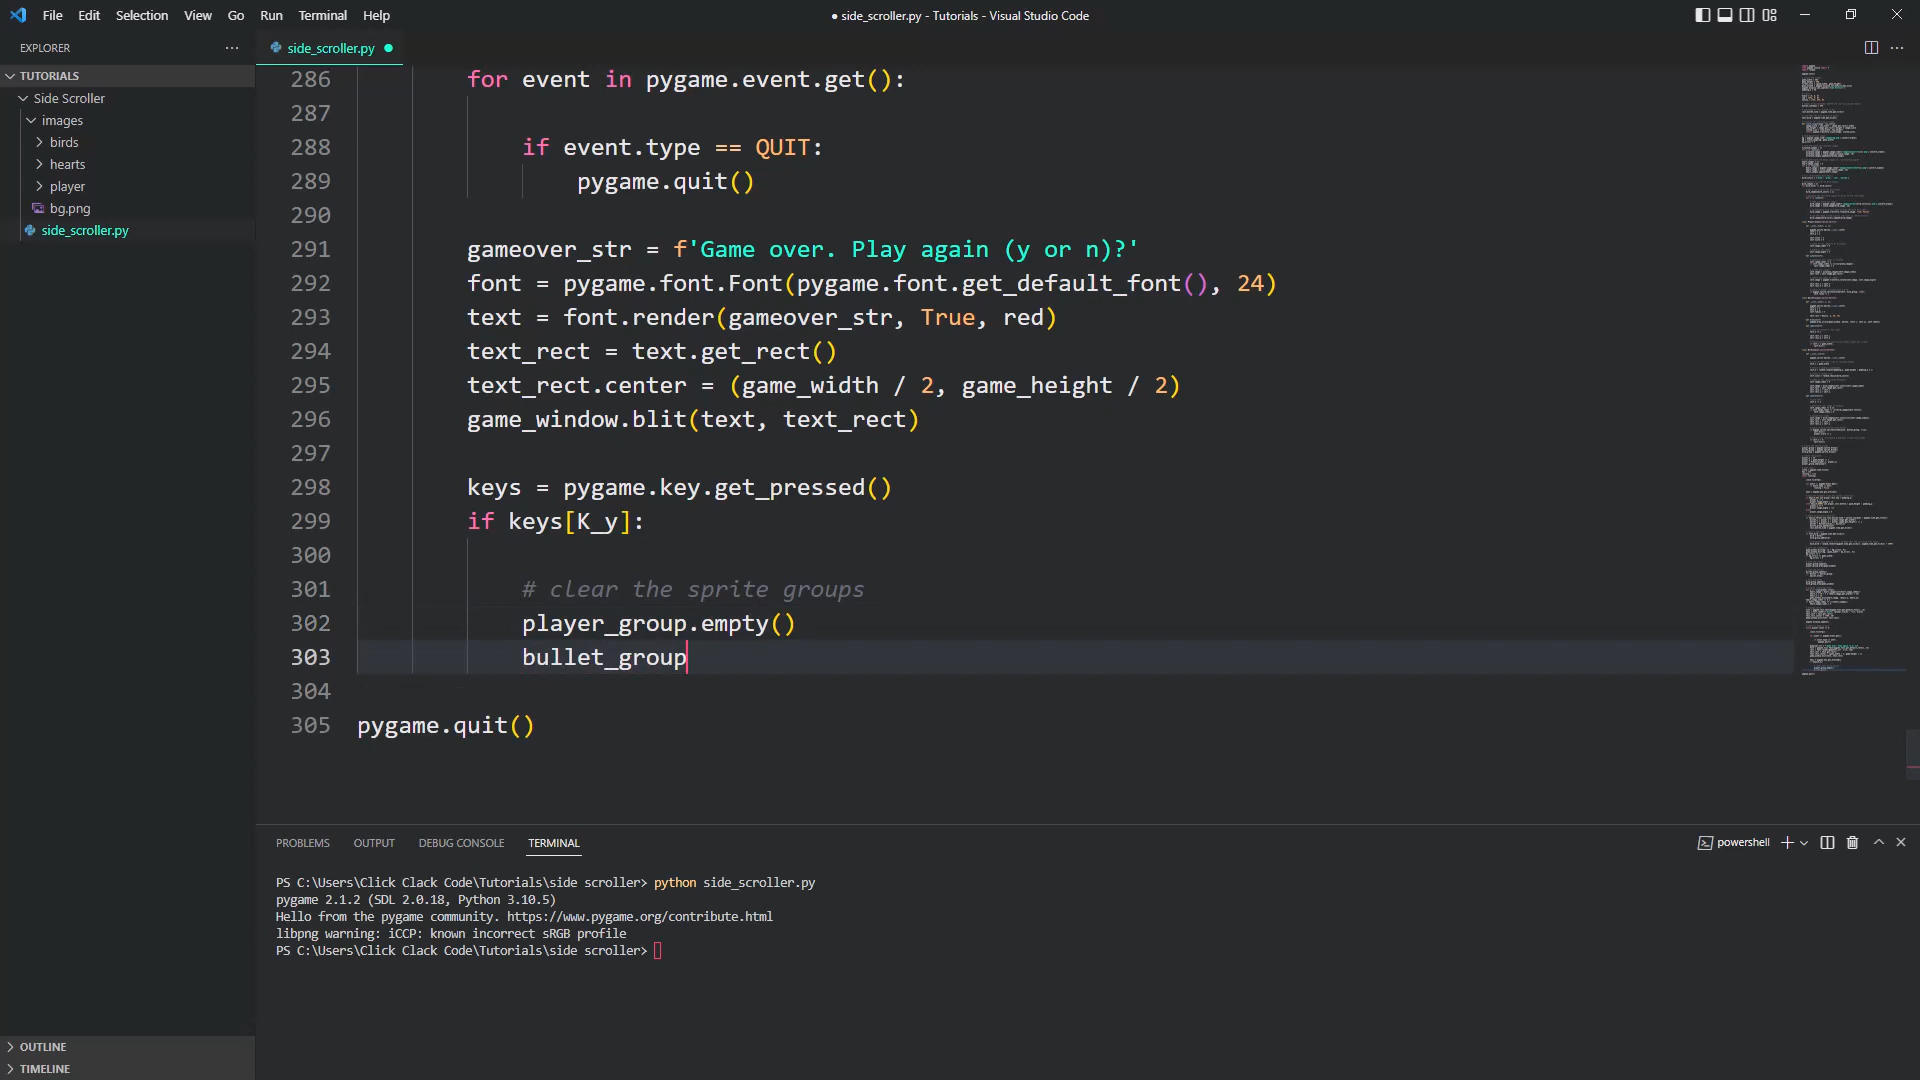 File Edit Selection View Go Run Terminal Help
● side_scroller.py - Tutorials - Visual Studio Code
EXPLORER
side_scroller.py
TUTORIALS
Side Scroller
images
birds
hearts
player
bg.png
side_scroller.py
286 for event in pygame.event.get():
287
288 if event.type == QUIT:
289 pygame.quit()
290
291 gameover_str = f'Game over. Play again (y or n)?'
292 font = pygame.font.Font(pygame.font.get_default_font(), 24)
293 text = font.render(gameover_str, True, red)
294 text_rect = text.get_rect()
295 text_rect.center = (game_width / 2, game_height / 2)
296 game_window.blit(text, text_rect)
297
298 keys = pygame.key.get_pressed()
299 if keys[K_y]:
300
301 # clear the sprite groups
302 player_group.empty()
303 bullet_group
304
305 pygame.quit()
PROBLEMS OUTPUT DEBUG CONSOLE TERMINAL
powershell
PS C:\Users\Click Clack Code\Tutorials\side scroller> python side_scroller.py
pygame 2.1.2 (SDL 2.0.18, Python 3.10.5)
Hello from the pygame community. https://www.pygame.org/contribute.html
libpng warning: iCCP: known incorrect sRGB profile
PS C:\Users\Click Clack Code\Tutorials\side scroller>
OUTLINE
TIMELINE